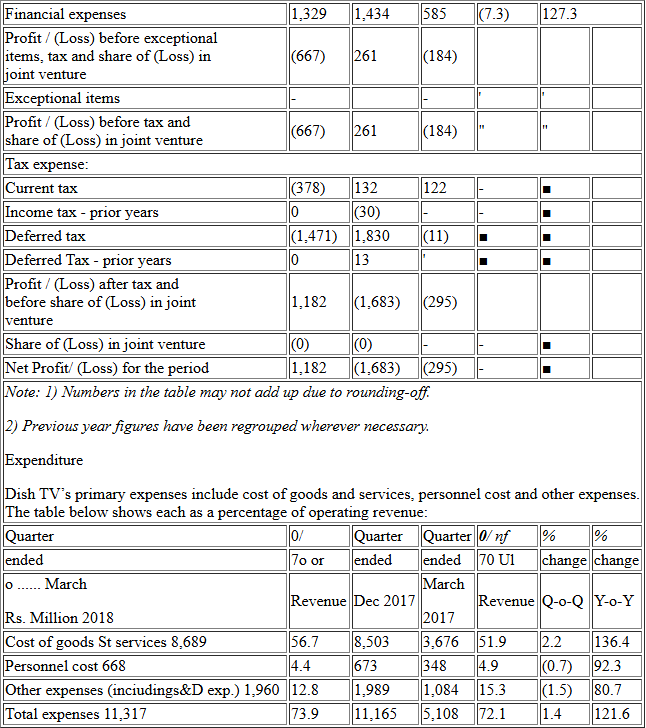 Financial expenses 1,329 1,434 585 (7.3) 127.3
Profit / (Loss) before exceptional
items, tax and share of (Loss) in
joint venture (667) 261 (184)
Exceptional items - - ' '
Profit / (Loss) before tax and
share of (Loss) in joint venture (667) 261 (184) " "
Tax expense:
Current tax (378) 132 122 - ■
Income tax - prior years 0 (30) - - ■
Deferred tax (1,471) 1,830 (11) ■ ■
Deferred Tax - prior years 0 13 ' ■ ■
Profit / (Loss) after tax and
before share of (Loss) in joint
venture 1,182 (1,683) (295)
Share of (Loss) in joint venture (0) (0) - - ■
Net Profit/ (Loss) for the period 1,182 (1,683) (295) - ■
Note: 1) Numbers in the table may not add up due to rounding-off.
2) Previous year figures have been regrouped wherever necessary.
Expenditure
Dish TV's primary expenses include cost of goods and services, personnel cost and other expenses.
The table below shows each as a percentage of operating revenue:
Quarter 0/ Quarter Quarter 0/ nf % %
ended 7o or ended ended 70 Ul change change
o ...... March
Rs. Million 2018 Revenue Dec 2017 March 2017 Revenue Q-o-Q Y-o-Y
Cost of goods St services 8,689 56.7 8,503 3,676 51.9 2.2 136.4
Personnel cost 668 4.4 673 348 4.9 (0.7) 92.3
Other expenses (inciudings&D exp.) 1,960 12.8 1,989 1,084 15.3 (1.5) 80.7
Total expenses 11,317 73.9 11,165 5,108 72.1 1.4 121.6